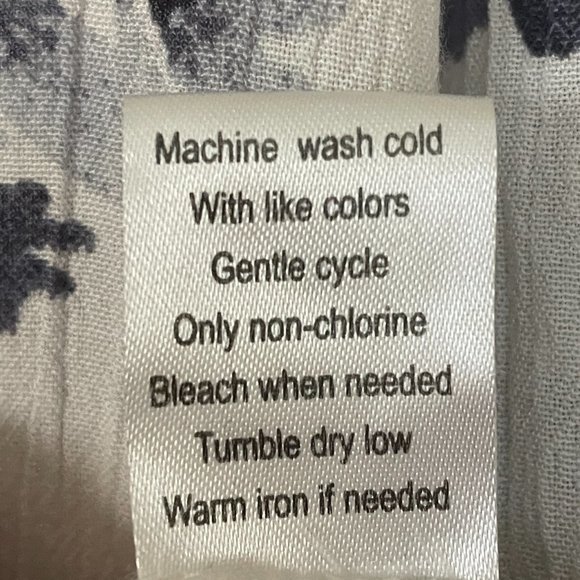 Machine wash cold
With like colors
Gentle cycle
Only non-chlorine
Bleach when needed
Tumble dry low
Warm iron if needed